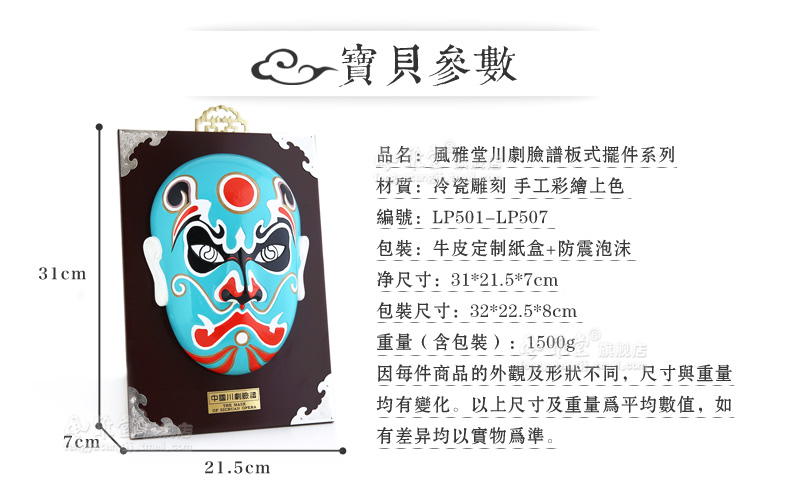 寶貝參數
品名：風雅堂川劇臉譜板式擺件系列
材質：冷瓷雕刻 手工彩繪上色
編號：LP501-LP507
包裝：牛皮定制紙盒+防震泡沫
净尺寸：31*21.5*7cm
包裝尺寸：32*22.5*8cm
重量（含包裝）：1500g
因每件商品的外觀及形狀不同，尺寸與重量
均有變化。以上尺寸及重量爲平均數值，如
有差异均以實物爲準。
31cm
7cm
21.5cm
中國川劇臉譜
THE MASK
OF SICHUAN OPERA
旗舰店